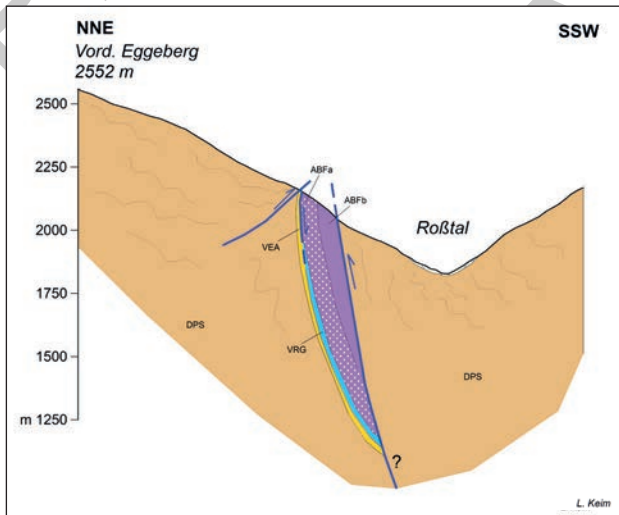 NNE
SSW
Vord. Eggeberg
2552 m
2500
2250
2000
1750
1500
m 1250
ABFa
ABFb
Roßtal
VEA
VRG
DPS
DPS
?
L. Keim